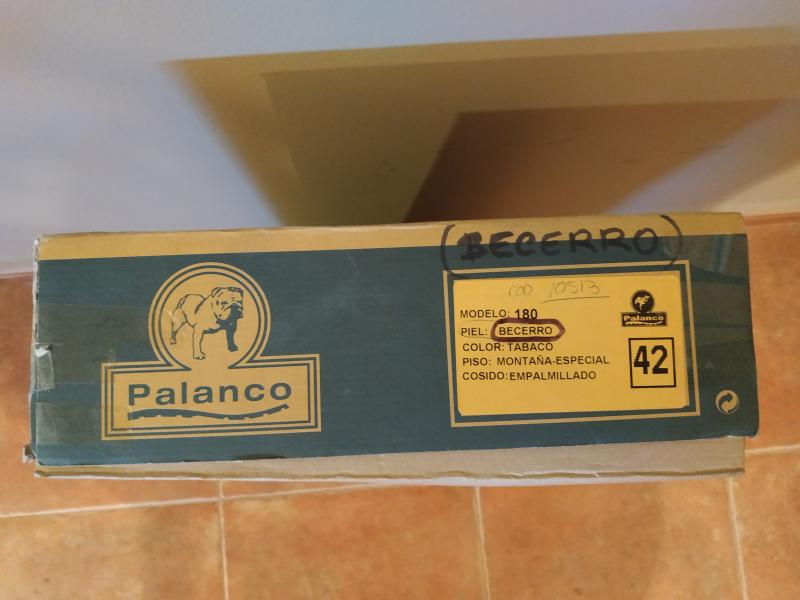 (BECERRO)
Palanco
COD 10513
MODELO: 180
PIEL: BECERRO
COLOR: TABACO
PISO: MONTAÑA-ESPECIAL
COSIDO: EMPALMILLADO
Palanco
42